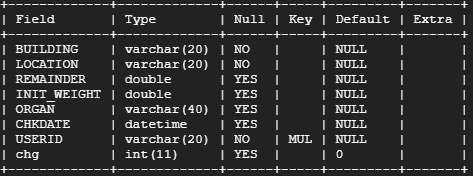 +-------------+-------------+------+-----+---------+-------+
| Field       | Type        | Null | Key | Default | Extra |
+-------------+-------------+------+-----+---------+-------+
| BUILDING    | varchar(20) | NO   |     | NULL    |       |
| LOCATION    | varchar(20) | NO   |     | NULL    |       |
| REMAINDER   | double      | YES  |     | NULL    |       |
| INIT_WEIGHT | double      | YES  |     | NULL    |       |
| ORGAN       | varchar(40) | YES  |     | NULL    |       |
| CHKDATE     | datetime    | YES  |     | NULL    |       |
| USERID      | varchar(20) | NO   | MUL | NULL    |       |
| chg         | int(11)     | YES  |     | 0       |       |
+-------------+-------------+------+-----+---------+-------+